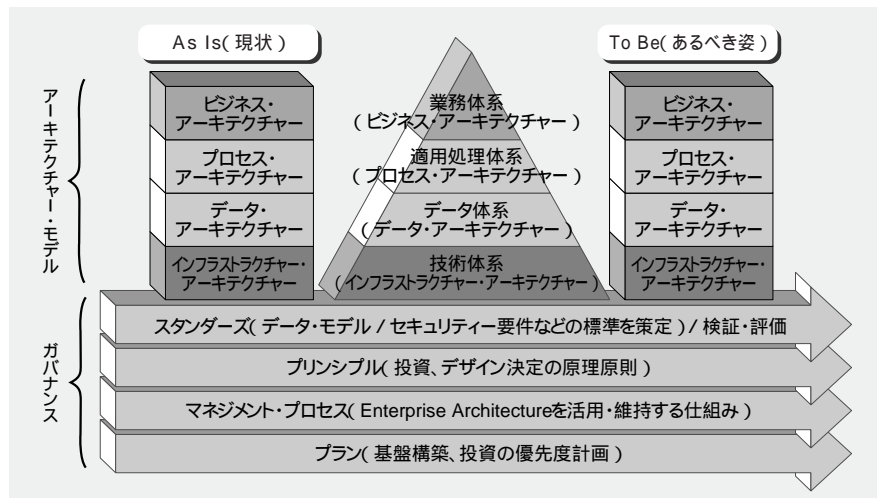 As Is( 現状 )
To Be( あるべき姿 )
アーキテクチャー・モデル
ビジネス・
アーキテクチャー
プロセス・
アーキテクチャー
データ・
アーキテクチャー
インフラストラクチャー・
アーキテクチャー
業務体系
( ビジネス・アーキテクチャー )
適用処理体系
( プロセス・アーキテクチャー )
データ体系
( データ・アーキテクチャー )
技術体系
( インフラストラクチャー・アーキテクチャー )
ビジネス・
アーキテクチャー
プロセス・
アーキテクチャー
データ・
アーキテクチャー
インフラストラクチャー・
アーキテクチャー
ガバナンス
スタンダーズ( データ・モデル / セキュリティー要件などの標準を策定 ) / 検証・評価
プリンシプル( 投資、デザイン決定の原理原則 )
マネジメント・プロセス( Enterprise Architectureを活用・維持する仕組み )
プラン( 基盤構築、投資の優先度計画 )